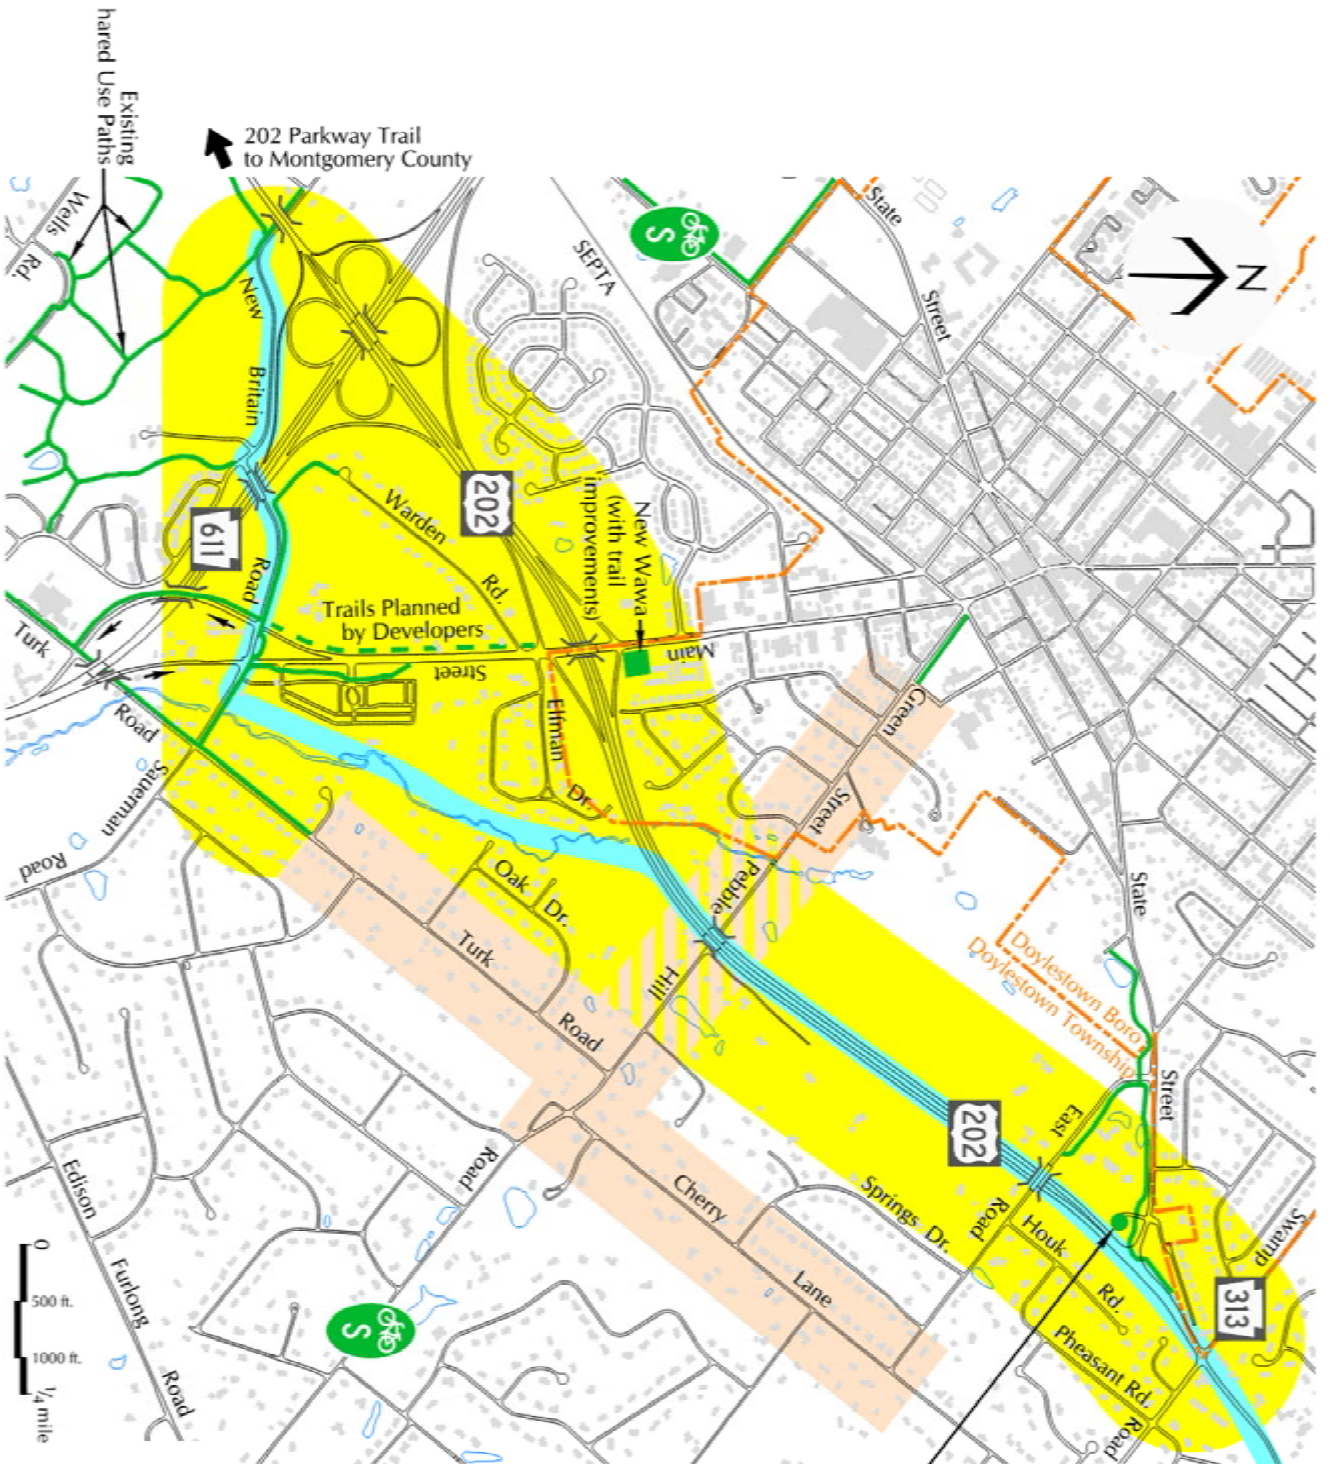 Existing
hared Use Paths
202 Parkway Trail
to Montgomery County
Wells
Rd.
New
Britain
Road
SEPTA
S
State
Street
N
202
611
Warden
Rd.
New Wawa
(with trail
improvements)
Trails Planned
by Developers
Main
Street
Turk
Road
Sauerman
Road
Elfman
Dr.
Green
Street
Pebble
Hill
Road
Oak
Dr.
Turk
Road
State
Street
Doylestown Boro
Doylestown Township
202
East
Road
Houk
Rd.
Springs Dr.
Cherry
Lane
Pheasant Rd.
Road
Swamp
313
Edison
Furlong
Road
S
0
500 ft.
1000 ft.
1/4 mile